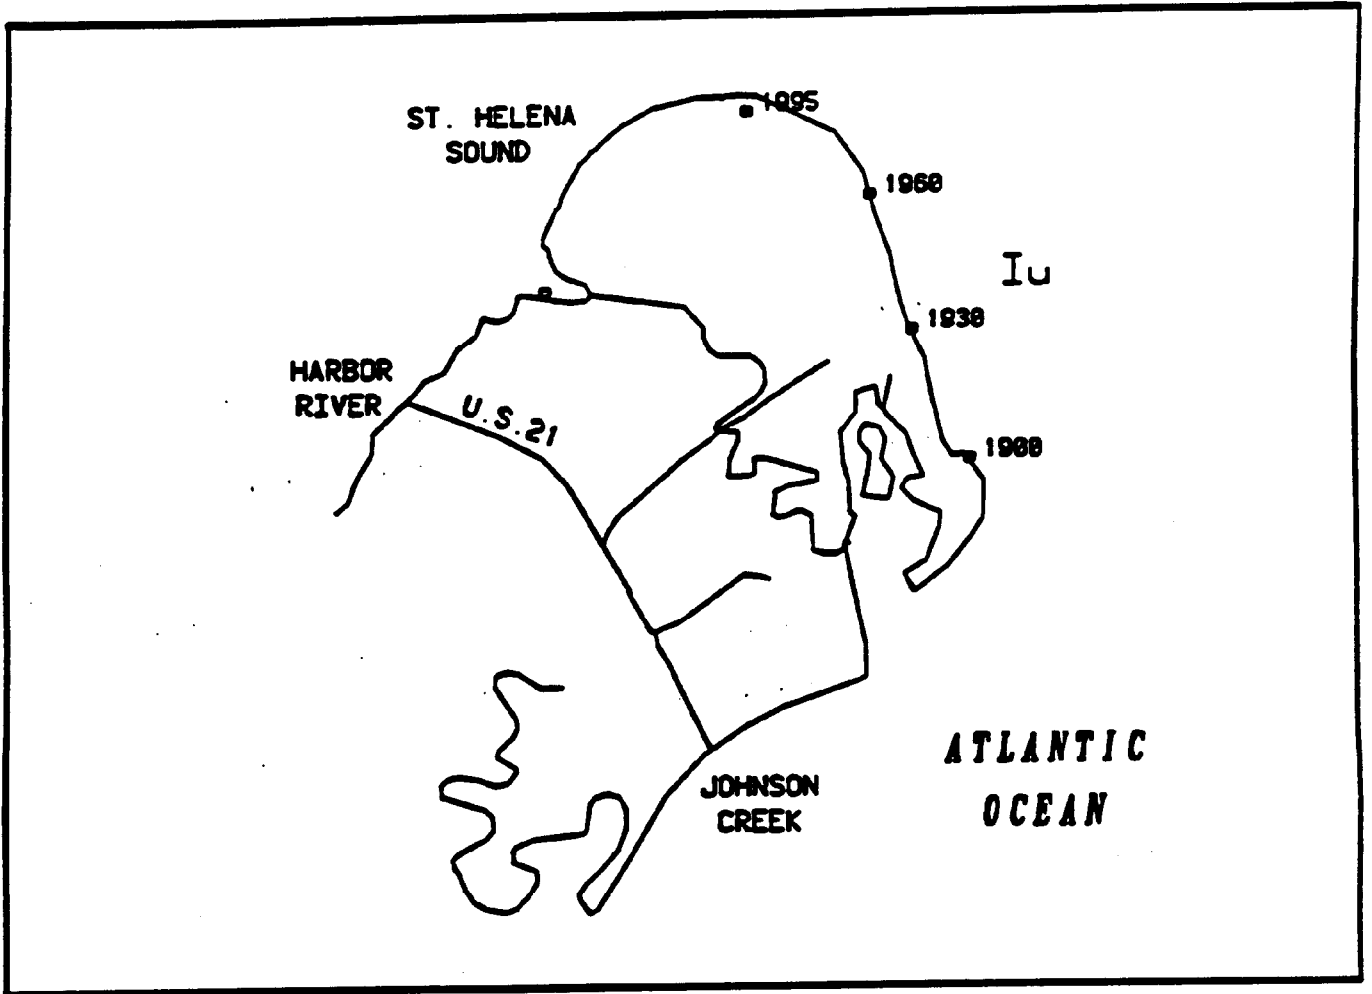 ST. HELENA
SOUND
1995
1960
Iu
1930
HARBOR
RIVER
U.S.21
1900
ATLANTIC
OCEAN
JOHNSON
CREEK